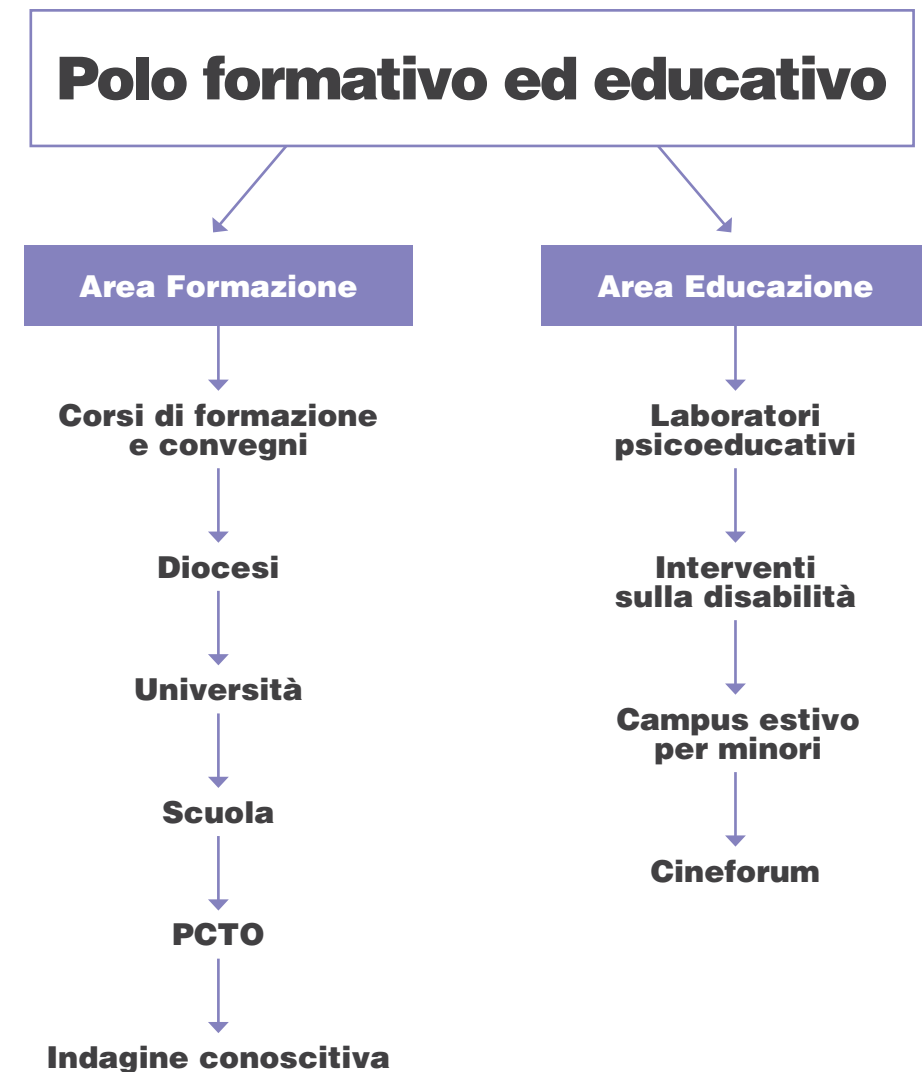 Polo formativo ed educativo
Area Formazione
Corsi di formazione
e convegni
Diocesi
Università
Scuola
PCTO
Indagine conoscitiva
Area Educazione
Laboratori
psicoeducativi
Interventi
sulla disabilità
Campus estivo
per minori
Cineforum